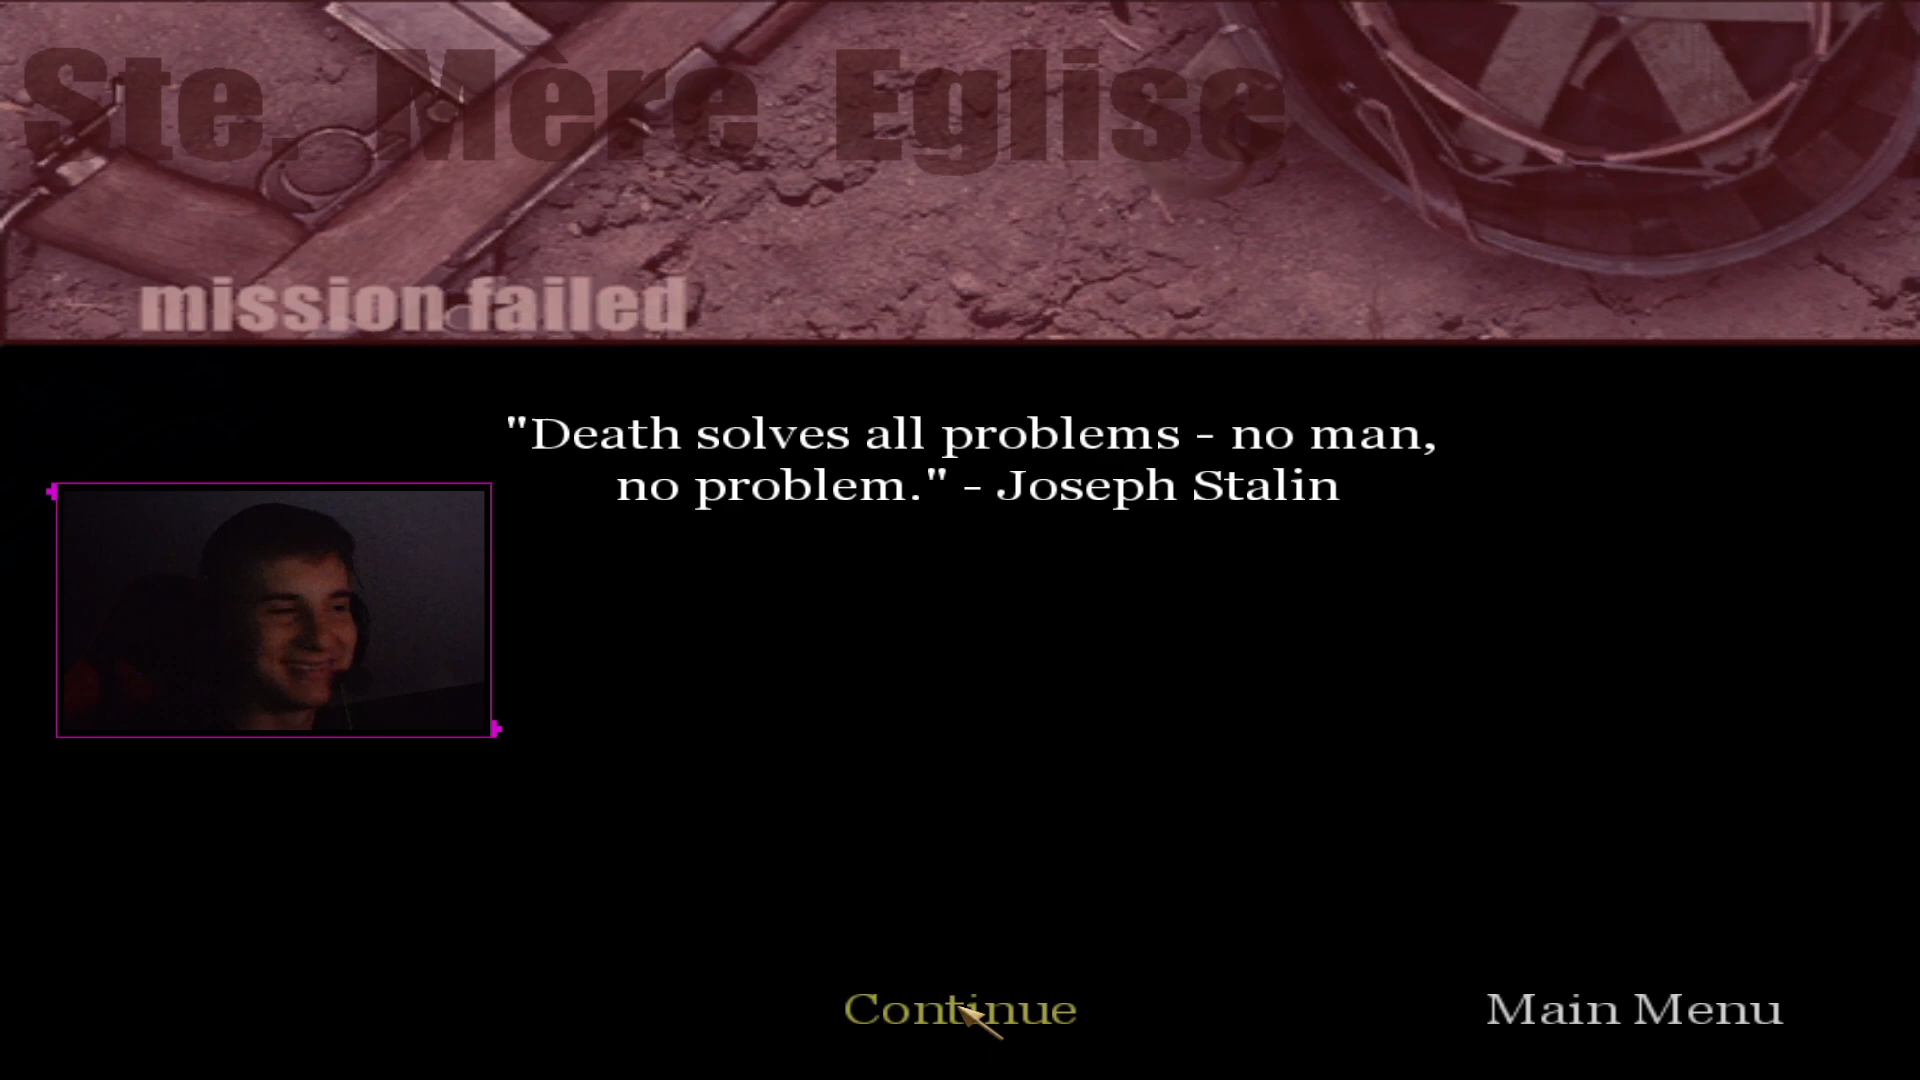 Ste. Mère Eglise
mission failed
"Death solves all problems - no man,
no problem." - Joseph Stalin
Continue
Main Menu